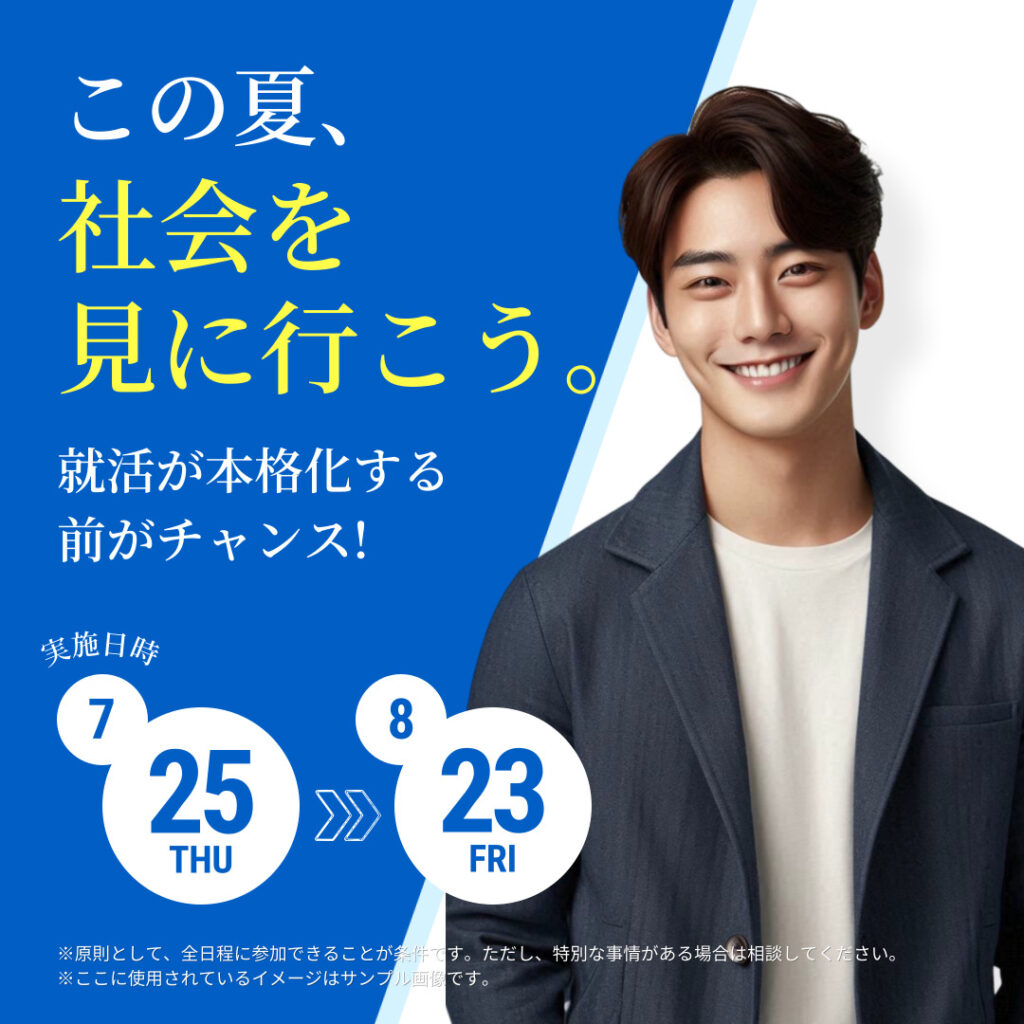 この夏、
社会を
見に行こう。
就活が本格化する
前がチャンス!
実施日時
7
25
THU
8
23
FRI
※原則として、全日程に参加できることが条件です。ただし、特別な事情がある場合は相談してください。
※ここに使用されているイメージはサンプル画像です。